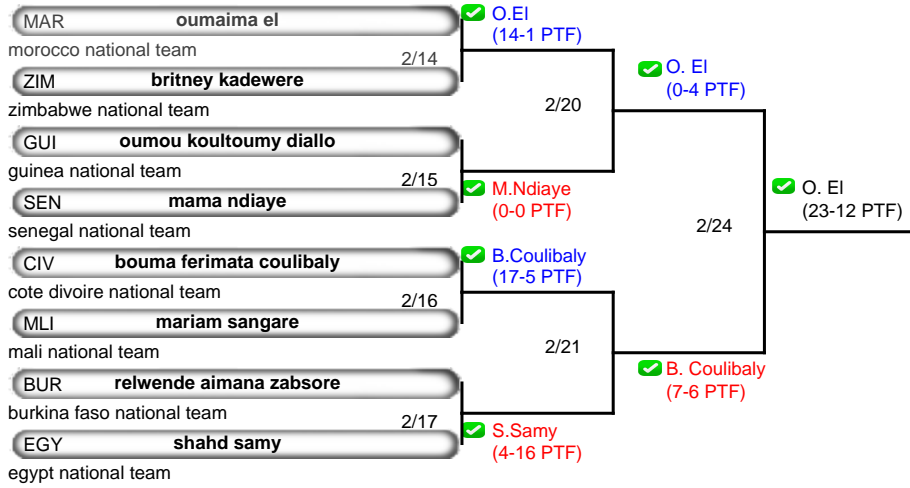 MAR oumaima el
morocco national team
2/14
ZIM britney kadewere
zimbabwe national team
GUI oumou koultoumy diallo
guinea national team
2/15
SEN mama ndiaye
senegal national team
CIV bouma ferimata coulibaly
cote divoire national team
2/16
MLI mariam sangare
mali national team
BUR relwende aimana zabsore
burkina faso national team
2/17
EGY shahd samy
egypt national team
O.El
(14-1 PTF)
2/20
M.Ndiaye
(0-0 PTF)
B.Coulibaly
(17-5 PTF)
2/21
S.Samy
(4-16 PTF)
O. El
(0-4 PTF)
2/24
B. Coulibaly
(7-6 PTF)
O. El
(23-12 PTF)